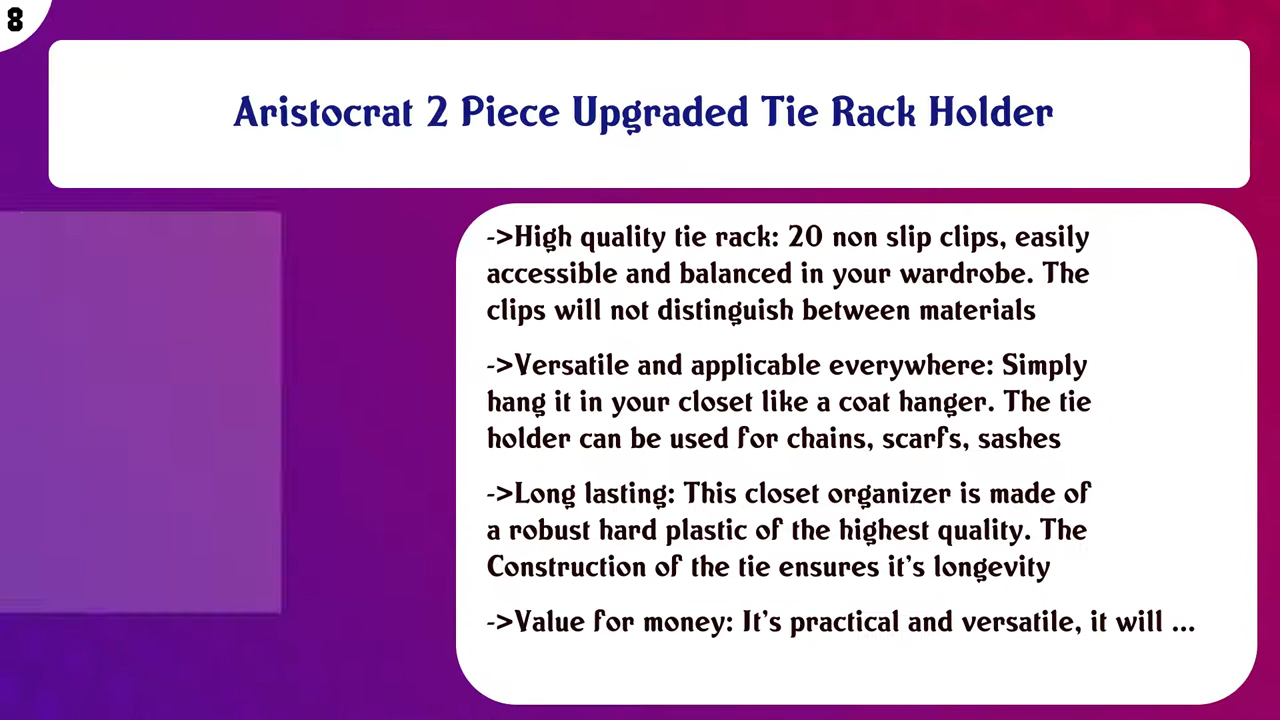 8
Aristocrat 2 Piece Upgraded Tie Rack Holder
->High quality tie rack: 20 non slip clips, easily
accessible and balanced in your wardrobe. The
clips will not distinguish between materials
->Versatile and applicable everywhere: Simply
hang it in your closet like a coat hanger. The tie
holder can be used for chains, scarfs, sashes
->Long lasting: This closet organizer is made of
a robust hard plastic of the highest quality. The
Construction of the tie ensures it's longevity
->Value for money: It's practical and versatile, it will ...